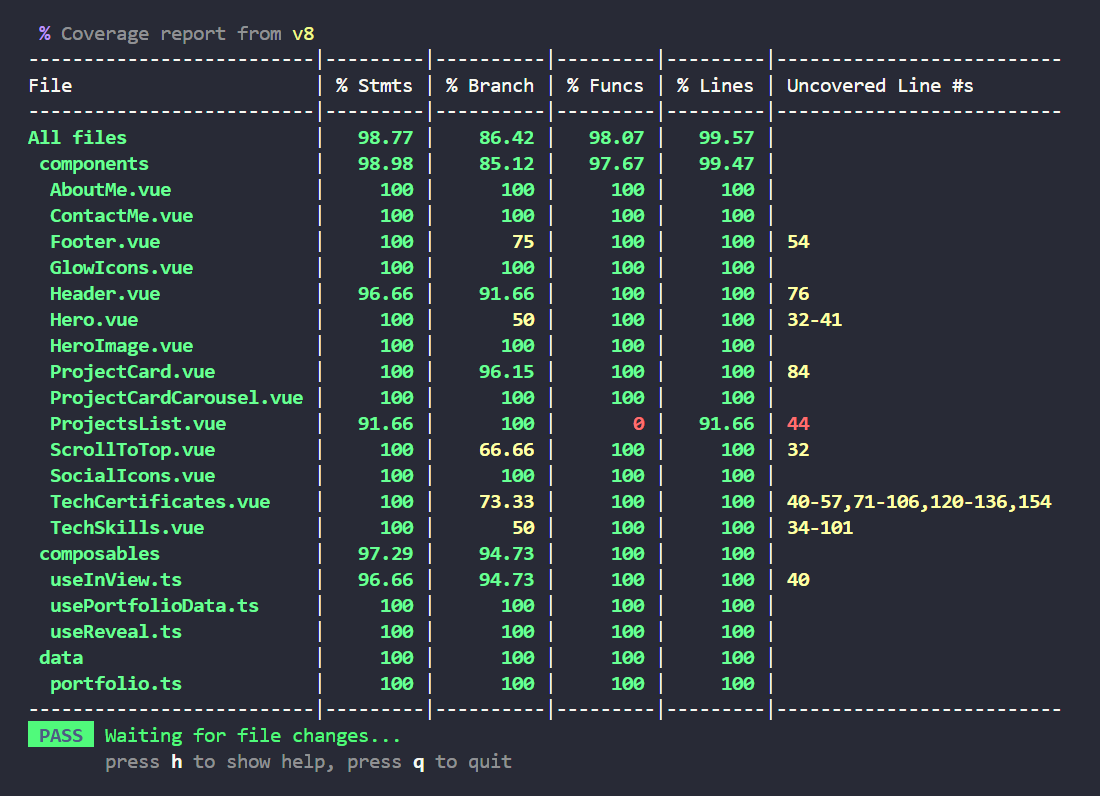 % Coverage report from v8
--------------------------|---------|----------|---------|---------|--------------------------
File                      | % Stmts | % Branch | % Funcs | % Lines | Uncovered Line #s
--------------------------|---------|----------|---------|---------|--------------------------
All files                 |   98.77 |    86.42 |   98.07 |   99.57 |
 components               |   98.98 |    85.12 |   97.67 |   99.47 |
  AboutMe.vue             |     100 |      100 |     100 |     100 |
  ContactMe.vue           |     100 |      100 |     100 |     100 |
  Footer.vue              |     100 |       75 |     100 |     100 | 54
  GlowIcons.vue           |     100 |      100 |     100 |     100 |
  Header.vue              |   96.66 |    91.66 |     100 |     100 | 76
  Hero.vue                |     100 |       50 |     100 |     100 | 32-41
  HeroImage.vue           |     100 |      100 |     100 |     100 |
  ProjectCard.vue         |     100 |    96.15 |     100 |     100 | 84
  ProjectCardCarousel.vue |     100 |      100 |     100 |     100 |
  ProjectsList.vue        |   91.66 |      100 |       0 |   91.66 | 44
  ScrollToTop.vue         |     100 |    66.66 |     100 |     100 | 32
  SocialIcons.vue         |     100 |      100 |     100 |     100 |
  TechCertificates.vue    |     100 |    73.33 |     100 |     100 | 40-57,71-106,120-136,154
  TechSkills.vue          |     100 |       50 |     100 |     100 | 34-101
 composables              |   97.29 |    94.73 |     100 |     100 |
  useInView.ts            |   96.66 |    94.73 |     100 |     100 | 40
  usePortfolioData.ts     |     100 |      100 |     100 |     100 |
  useReveal.ts            |     100 |      100 |     100 |     100 |
 data                     |     100 |      100 |     100 |     100 |
  portfolio.ts            |     100 |      100 |     100 |     100 |
--------------------------|---------|----------|---------|---------|--------------------------
PASS Waiting for file changes...
press h to show help, press q to quit